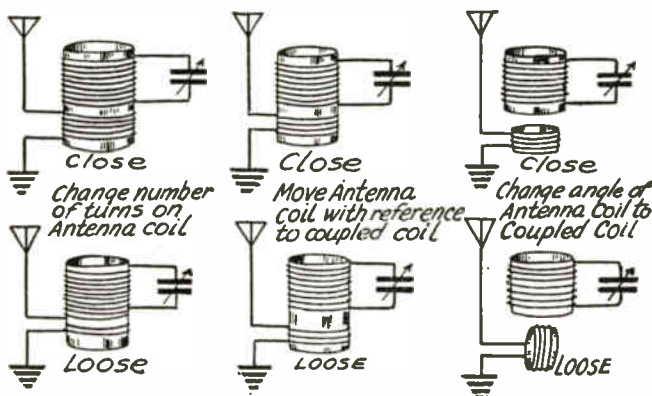 Close
Close
Close
Change number
of turns on
Antenna coil
Move Antenna
coil with reference
to coupled coil
Change angle of
Antenna Coil to
Coupled Coil
Loose
Loose
LOOSE